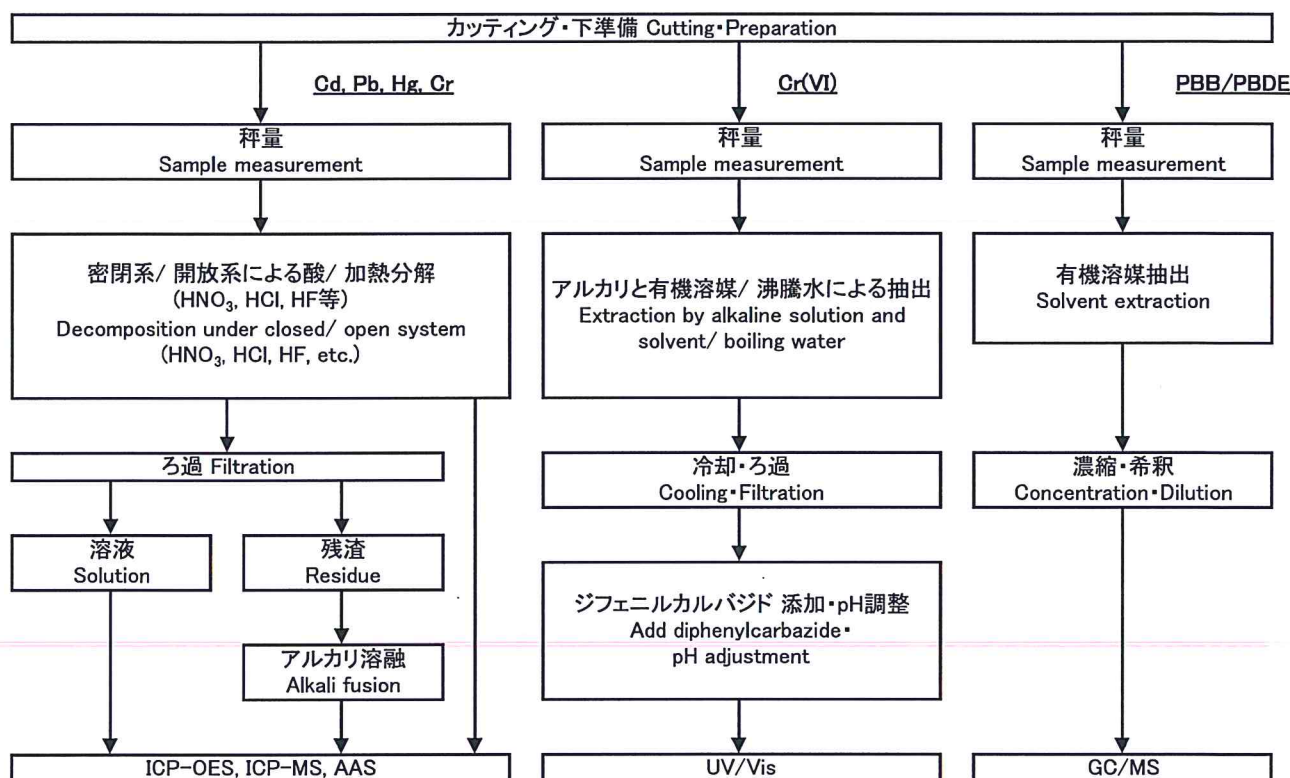 カッティング・下準備 Cutting・Preparation
Cd, Pb, Hg, Cr
Cr(VI)
PBB/PBDE
秤量
Sample measurement
秤量
Sample measurement
秤量
Sample measurement
密閉系/ 開放系による酸/ 加熱分解
(HNO₃, HCl, HF等)
Decomposition under closed/ open system
(HNO₃, HCl, HF, etc.)
アルカリと有機溶媒/ 沸騰水による抽出
Extraction by alkaline solution and
solvent/ boiling water
有機溶媒抽出
Solvent extraction
ろ過 Filtration
冷却・ろ過
Cooling・Filtration
濃縮・希釈
Concentration・Dilution
溶液
Solution
残渣
Residue
ジフェニルカルバジド 添加・pH調整
Add diphenylcarbazide・
pH adjustment
アルカリ溶融
Alkali fusion
ICP-OES, ICP-MS, AAS
UV/Vis
GC/MS